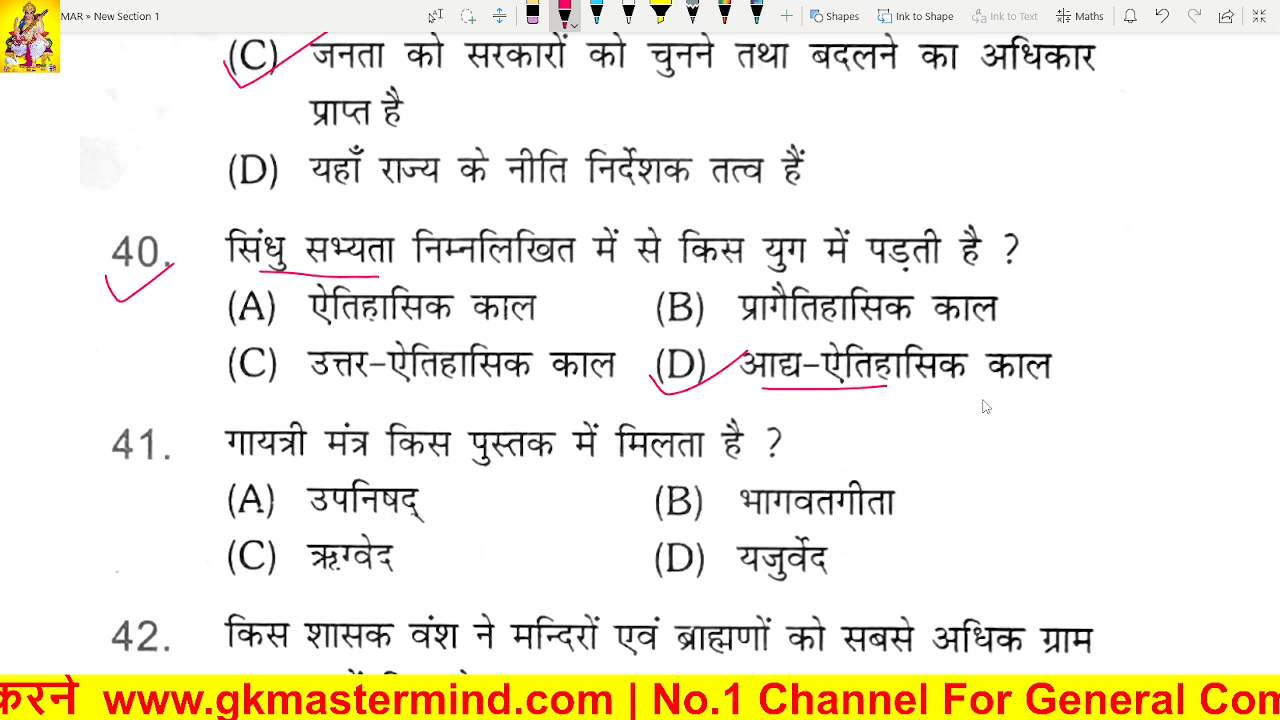 MAR » New Section 1
Shapes
Ink to Shape
Ink to Text
Maths
(C) जनता को सरकारों को चुनने तथा बदलने का अधिकार
प्राप्त है
(D) यहाँ राज्य के नीति निर्देशक तत्व हैं
40. सिंधु सभ्यता निम्नलिखित में से किस युग में पड़ती है ?
(A) ऐतिहासिक काल (B) प्रागैतिहासिक काल
(C) उत्तर-ऐतिहासिक काल (D) आद्य-ऐतिहासिक काल
41. गायत्री मंत्र किस पुस्तक में मिलता है ?
(A) उपनिषद् (B) भागवतगीता
(C) ऋग्वेद (D) यजुर्वेद
42. किस शासक वंश ने मन्दिरों एवं ब्राह्मणों को सबसे अधिक ग्राम
करने www.gkmastermind.com | No.1 Channel For General Con